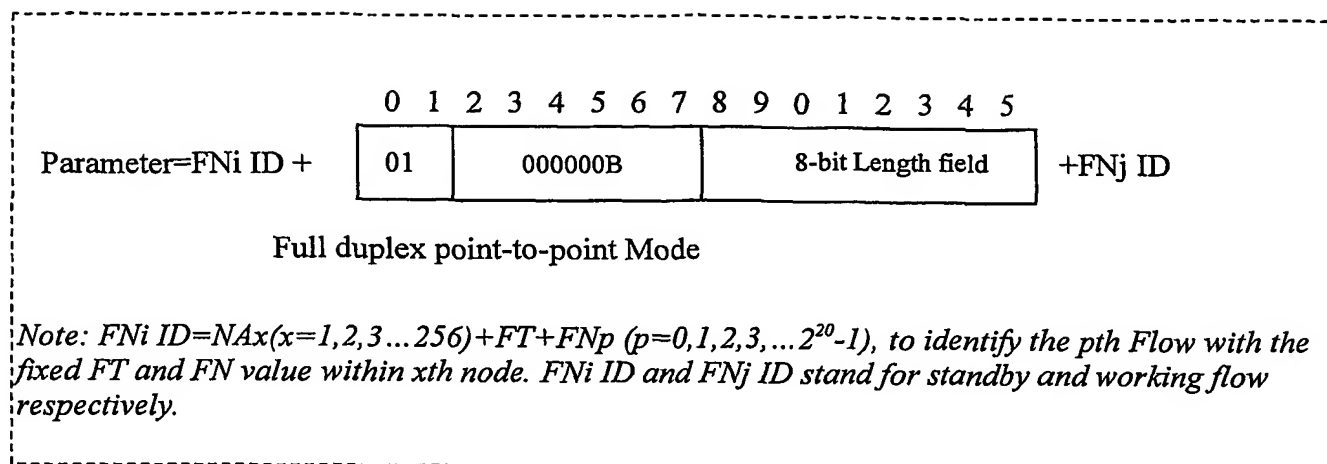 0 1 2 3 4 5 6 7 8 9 0 1 2 3 4 5
Parameter=FNi ID + 01 000000B 8-bit Length field +FNj ID
Full duplex point-to-point Mode
Note: FNi ID=NAx(x=1,2,3...256)+FT+FNp (p=0,1,2,3,...2²⁰-1), to identify the pth Flow with the
fixed FT and FN value within xth node. FNi ID and FNj ID stand for standby and working flow
respectively.